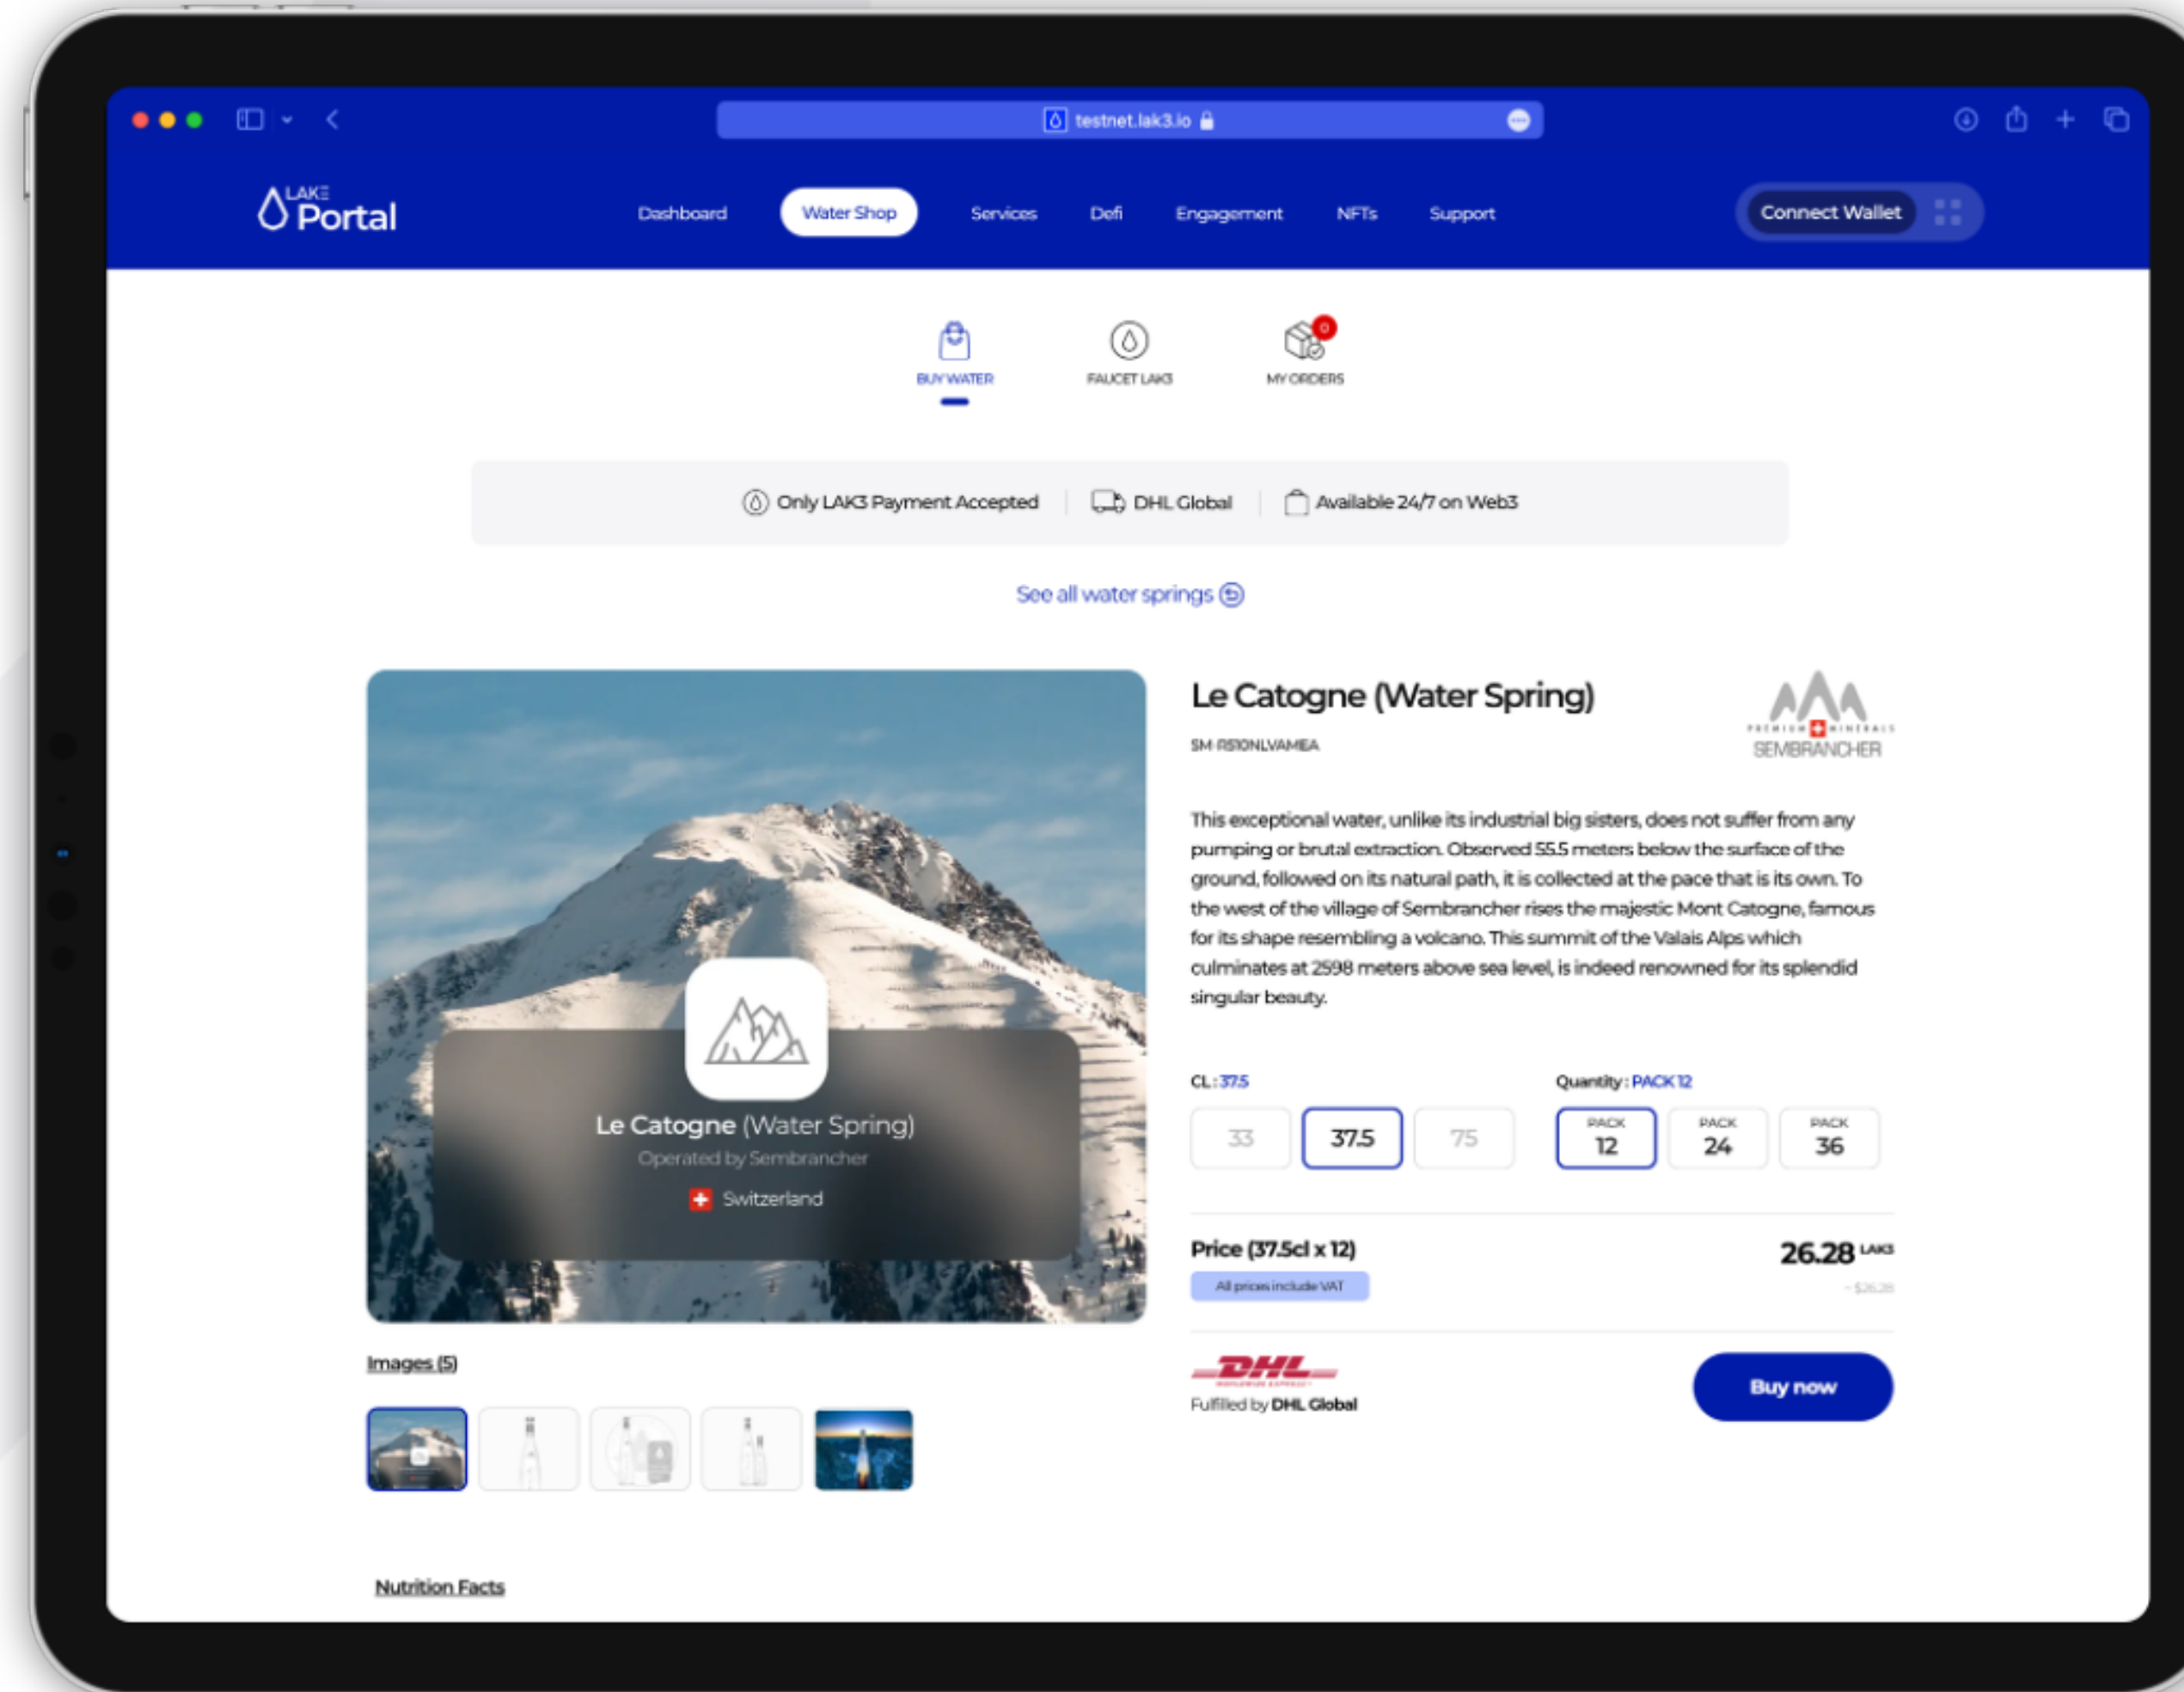 testnet.lak3.io
LAKE
Portal
Dashboard
Water Shop
Services
Defi
Engagement
NFTs
Support
Connect Wallet
BUY WATER
FAUCET LAK3
0
MY ORDERS
Only LAK3 Payment Accepted
DHL Global
Available 24/7 on Web3
See all water springs
Le Catogne (Water Spring)
Operated by Sembrancher
Switzerland
Images (5)
Nutrition Facts
Le Catogne (Water Spring)
PREMIUM MINERALS
SEMBRANCHER
This exceptional water, unlike its industrial big sisters, does not suffer from any
pumping or brutal extraction. Observed 55.5 meters below the surface of the
ground, followed on its natural path, it is collected at the pace that is its own. To
the west of the village of Sembrancher rises the majestic Mont Catogne, famous
for its shape resembling a volcano. This summit of the Valais Alps which
culminates at 2598 meters above sea level, is indeed renowned for its splendid
singular beauty.
CL : 37.5
33
37.5
75
Quantity : PACK 12
PACK
12
PACK
24
PACK
36
Price (37.5cl x 12)
All prices include VAT
26.28 LAK3
~ $26.28
DHL
WORLDWIDE EXPRESS
Fulfilled by DHL Global
Buy now